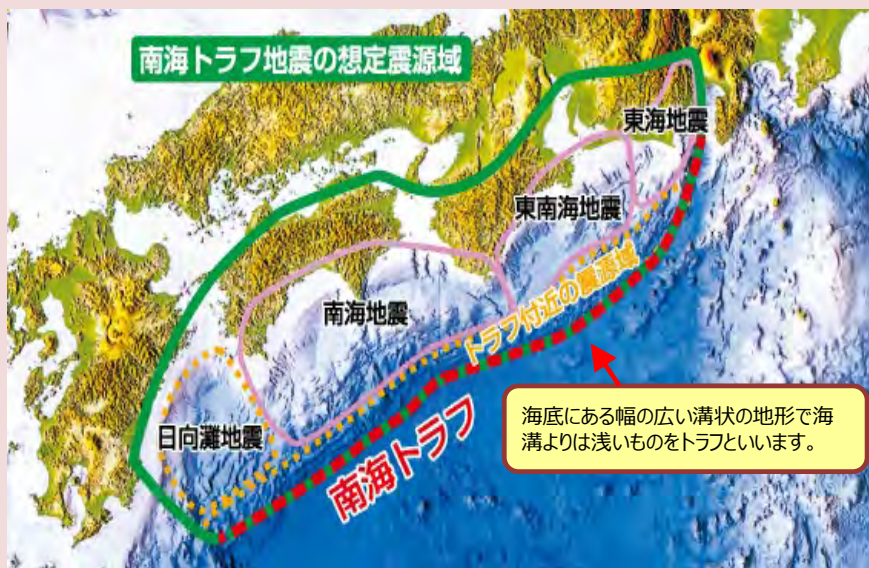 南海トラフ地震の想定震源域
東海地震
東南海地震
トラフ付近の震源域
南海地震
日向灘地震
南海トラフ
海底にある幅の広い溝状の地形で海
溝よりは浅いものをトラフといいます。